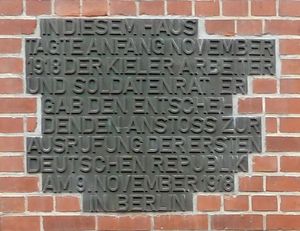 IN DIESEM HAUS
TAGTE ANFANG NOVEMBER
1918 DER KIELER ARBEITER
UND SOLDATENRAT. ER
GAB DEN ENTSCHEI
DENDEN ANSTOSS ZUR
AUSRUFUNG DER ERSTEN
DEUTSCHEN REPUBLIK
AM 9. NOVEMBER 1918
IN BERLIN